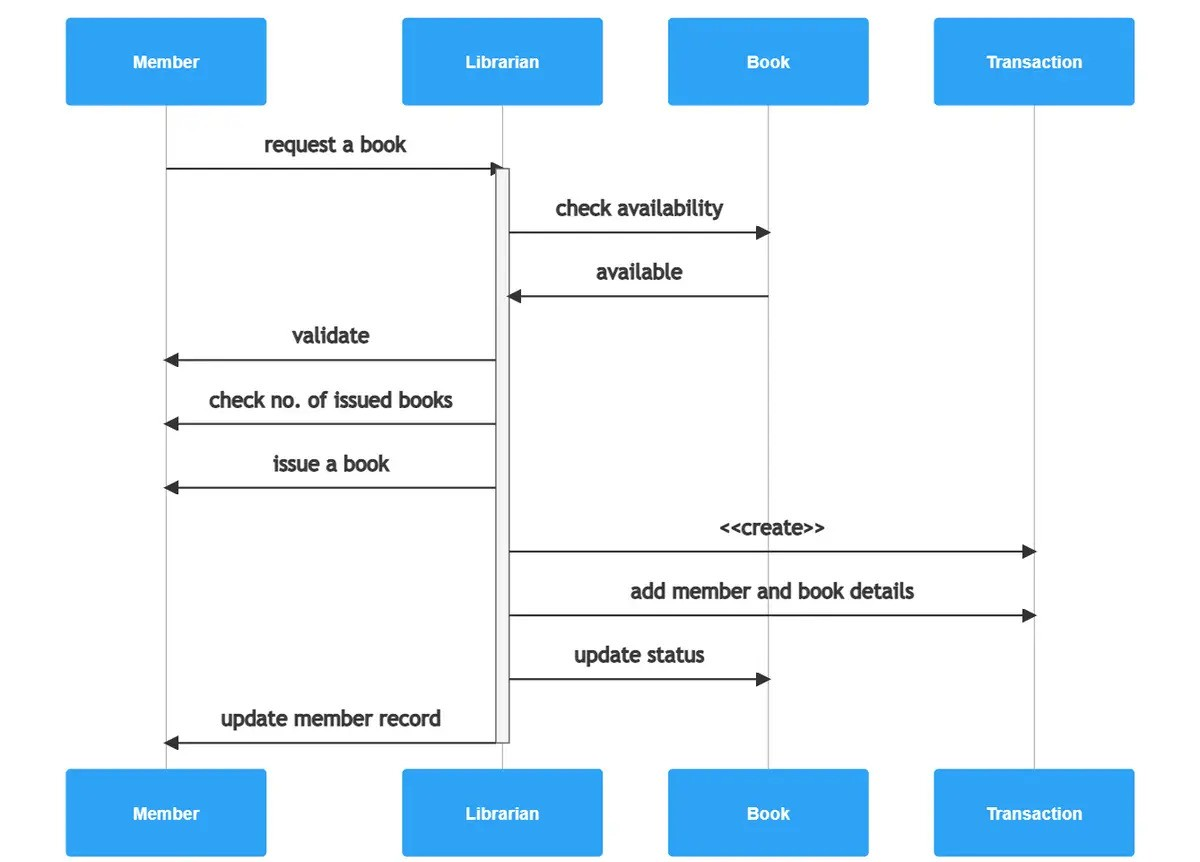 Member
Librarian
Book
Transaction
request a book
check availability
available
validate
check no. of issued books
issue a book
<<create>>
add member and book details
update status
update member record
Member
Librarian
Book
Transaction